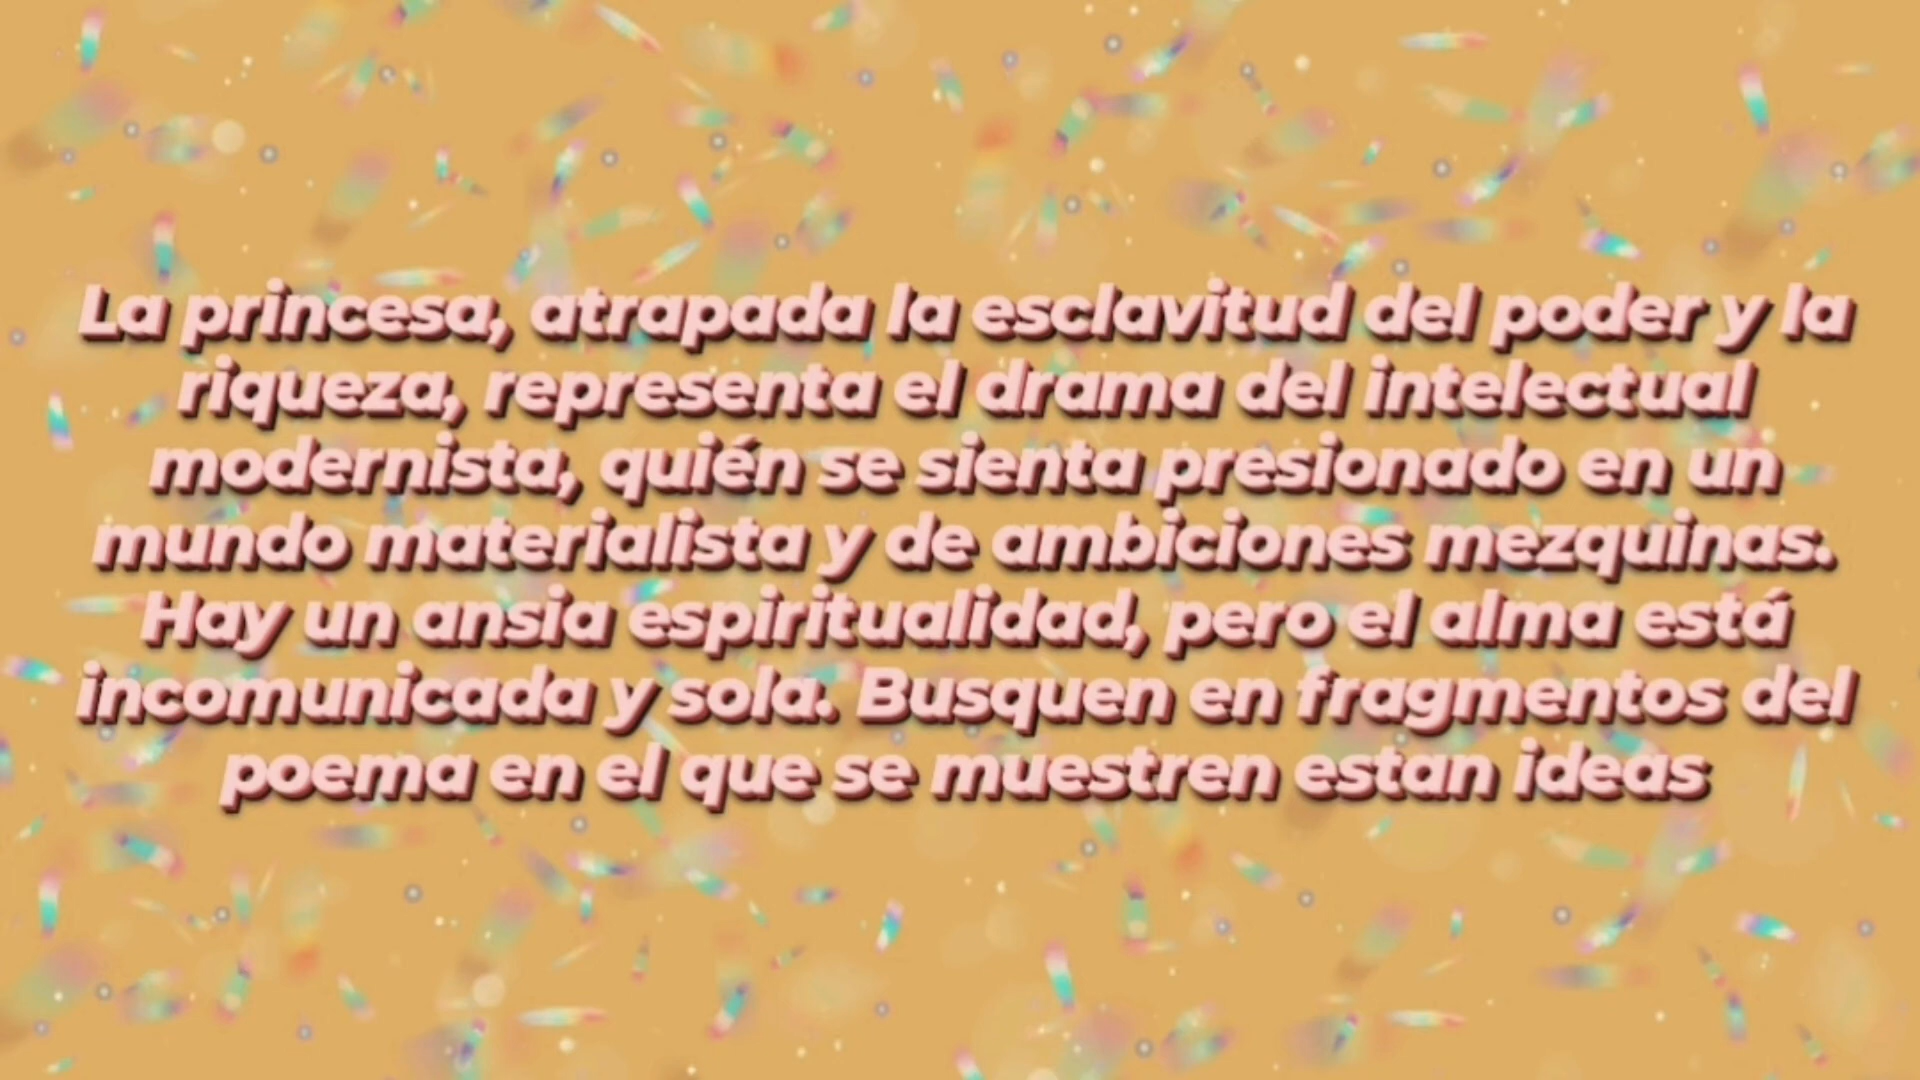 La princesa, atrapada la esclavitud del poder y la
riqueza, representa el drama del intelectual
modernista, quién se sienta presionado en un
mundo materialista y de ambiciones mezquinas.
Hay un ansia espiritualidad, pero el alma está
incomunicada y sola. Busquen en fragmentos del
poema en el que se muestren estan ideas